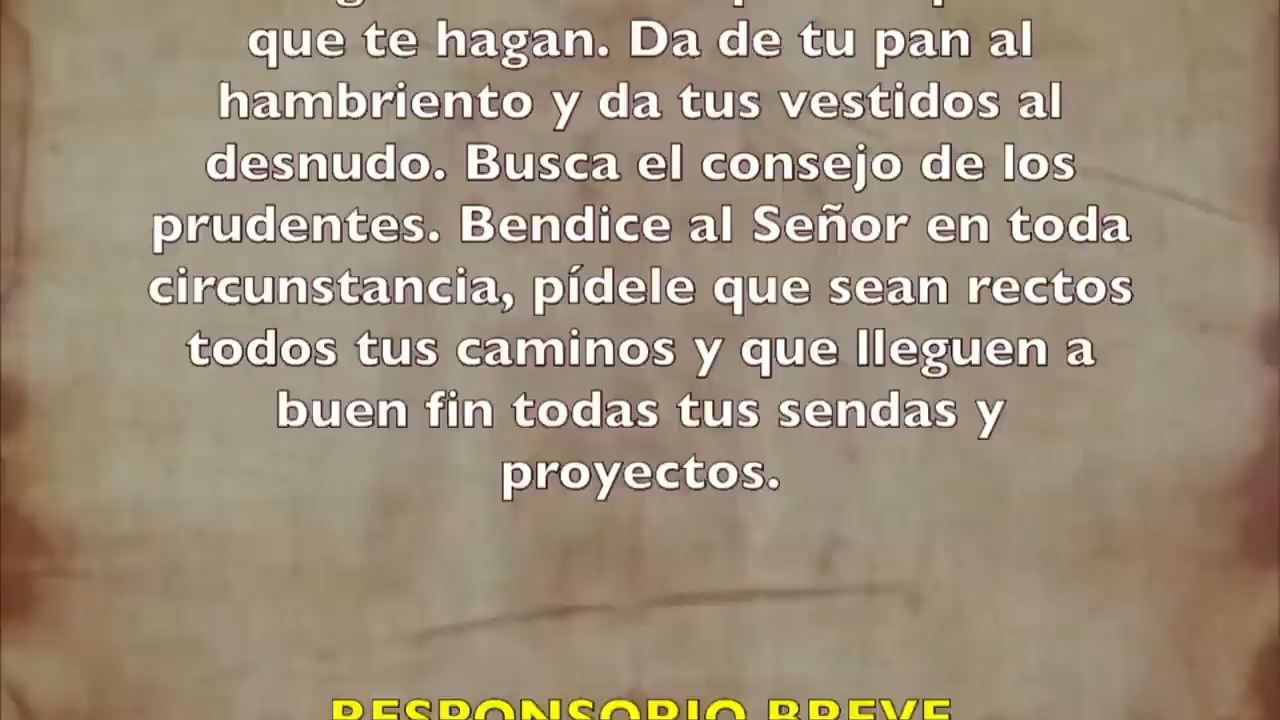 que te hagan. Da de tu pan al
hambriento y da tus vestidos al
desnudo. Busca el consejo de los
prudentes. Bendice al Señor en toda
circunstancia, pídele que sean rectos
todos tus caminos y que lleguen a
buen fin todas tus sendas y
proyectos.
RESPONSORIO BREVE